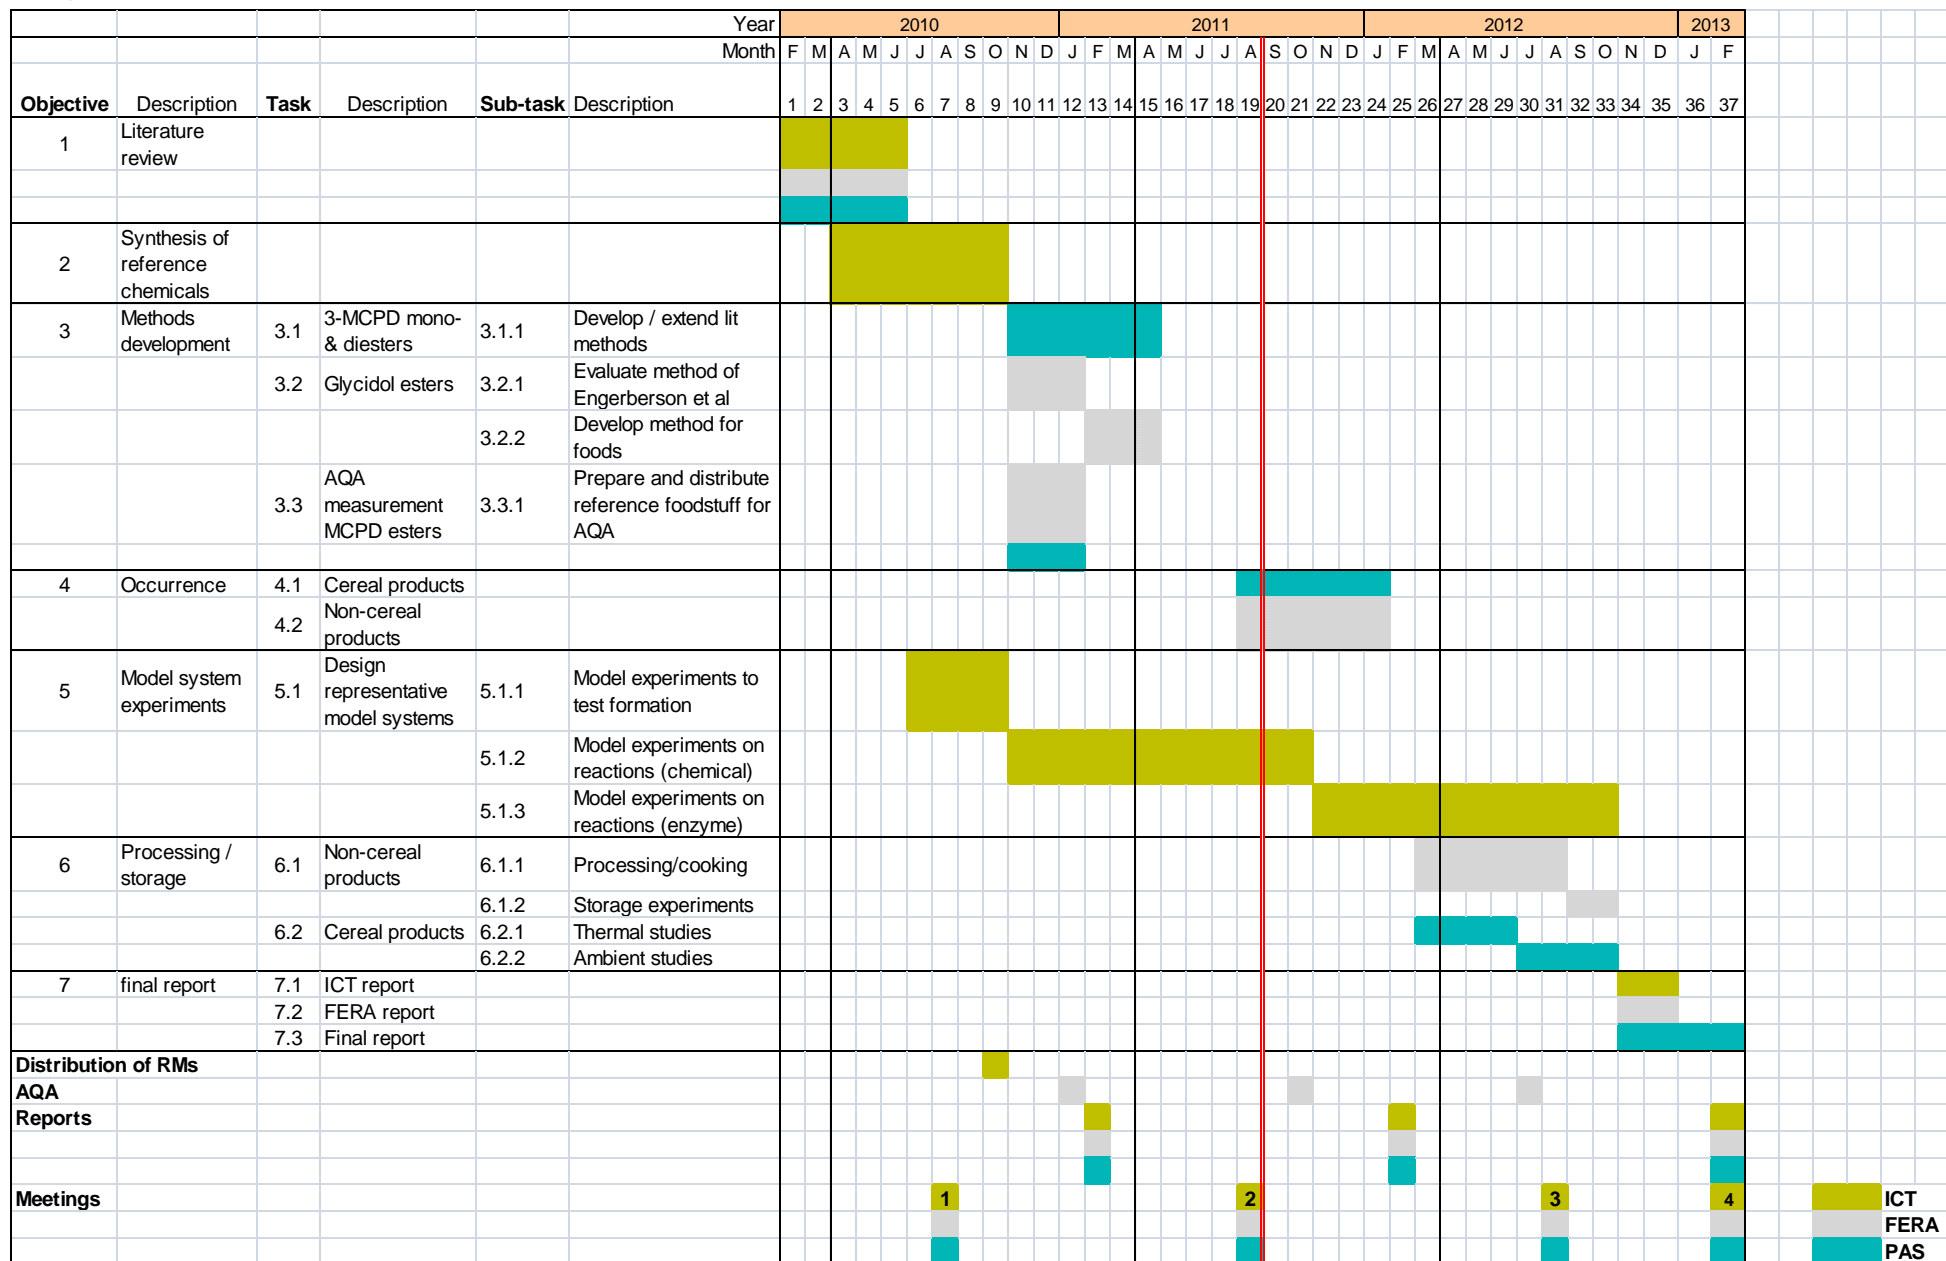 Year 2010 2011 2012 2013
Month F M A M J J A S O N D J F M A M J J A S O N D J F M A M J J A S O N D J F
Objective Description Task Description Sub-task Description 1 2 3 4 5 6 7 8 9 10 11 12 13 14 15 16 17 18 19 20 21 22 23 24 25 26 27 28 29 30 31 32 33 34 35 36 37
1 Literature
review
2 Synthesis of
reference
chemicals
3 Methods
development 3.1 3-MCPD mono-
& diesters 3.1.1 Develop / extend lit
methods
3.2 Glycidol esters 3.2.1 Evaluate method of
Engerberson et al
3.2.2 Develop method for
foods
3.3 AQA
measurement
MCPD esters 3.3.1 Prepare and distribute
reference foodstuff for
AQA
4 Occurrence 4.1 Cereal products
4.2 Non-cereal
products
5 Model system
experiments 5.1 Design
representative
model systems 5.1.1 Model experiments to
test formation
5.1.2 Model experiments on
reactions (chemical)
5.1.3 Model experiments on
reactions (enzyme)
6 Processing /
storage 6.1 Non-cereal
products 6.1.1 Processing/cooking
6.1.2 Storage experiments
6.2 Cereal products 6.2.1 Thermal studies
6.2.2 Ambient studies
7 final report 7.1 ICT report
7.2 FERA report
7.3 Final report
Distribution of RMs
AQA
Reports
Meetings 1 2 3 4 ICT
FERA
PAS